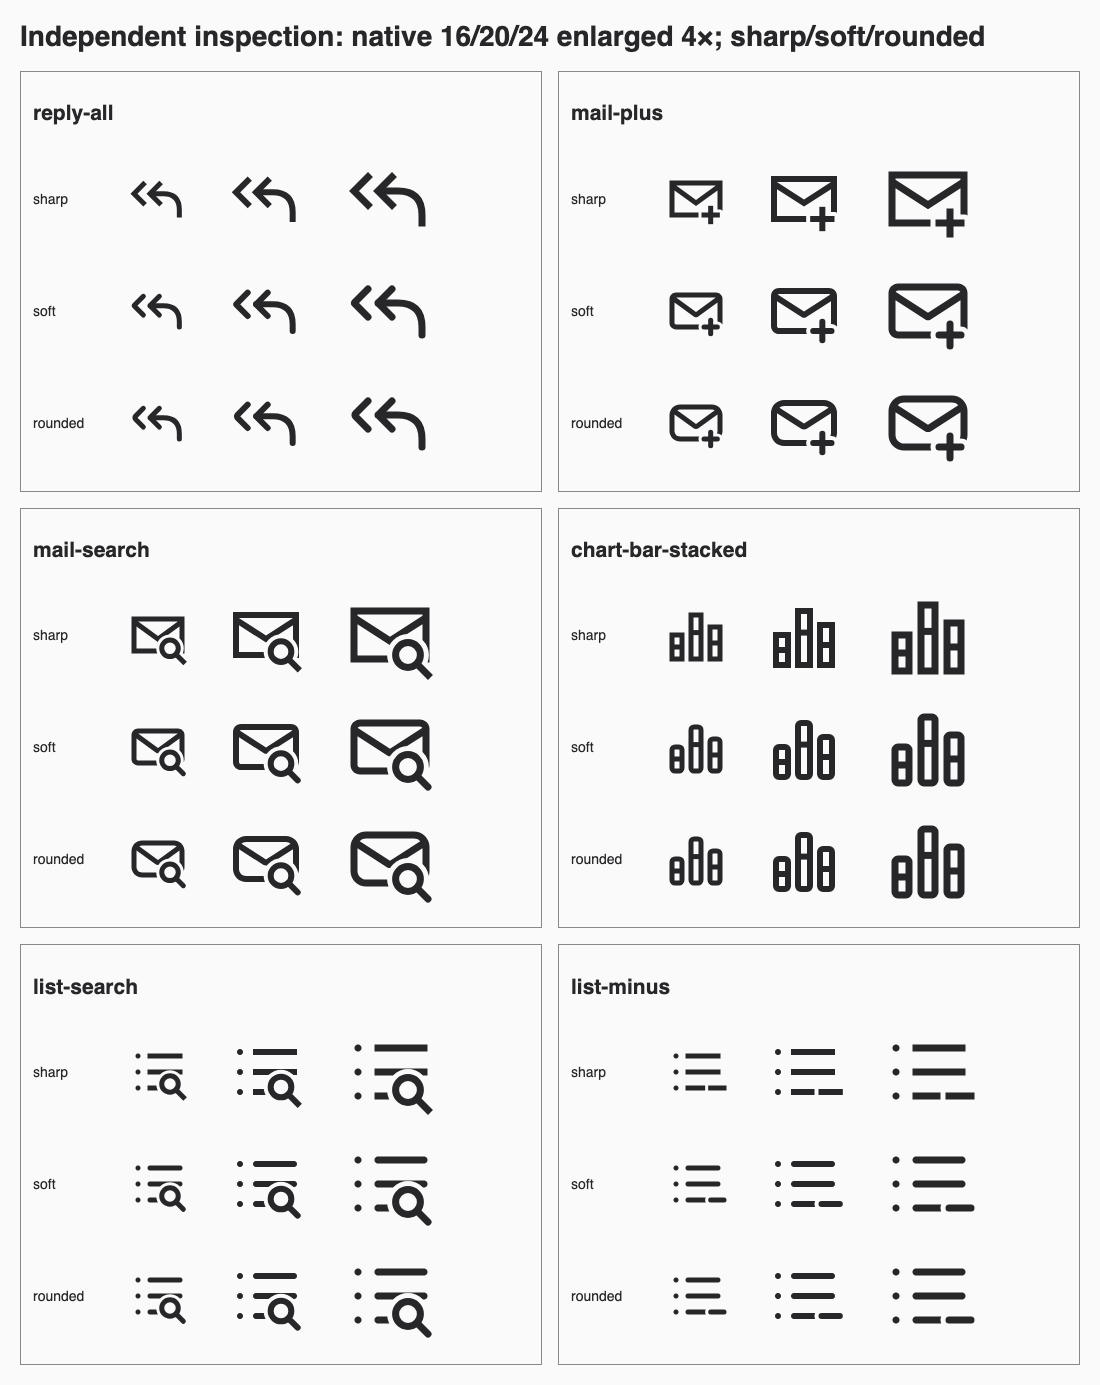 Independent inspection: native 16/20/24 enlarged 4×; sharp/soft/rounded
reply-all
sharp
soft
rounded
mail-plus
sharp
soft
rounded
mail-search
sharp
soft
rounded
chart-bar-stacked
sharp
soft
rounded
list-search
sharp
soft
rounded
list-minus
sharp
soft
rounded